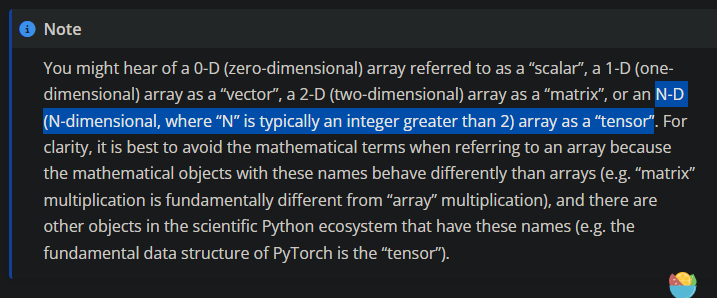 Note
You might hear of a 0-D (zero-dimensional) array referred to as a “scalar”, a 1-D (one-
dimensional) array as a “vector”, a 2-D (two-dimensional) array as a “matrix”, or an N-D
(N-dimensional, where “N” is typically an integer greater than 2) array as a “tensor”. For
clarity, it is best to avoid the mathematical terms when referring to an array because
the mathematical objects with these names behave differently than arrays (e.g. “matrix”
multiplication is fundamentally different from “array” multiplication), and there are
other objects in the scientific Python ecosystem that have these names (e.g. the
fundamental data structure of PyTorch is the “tensor”).